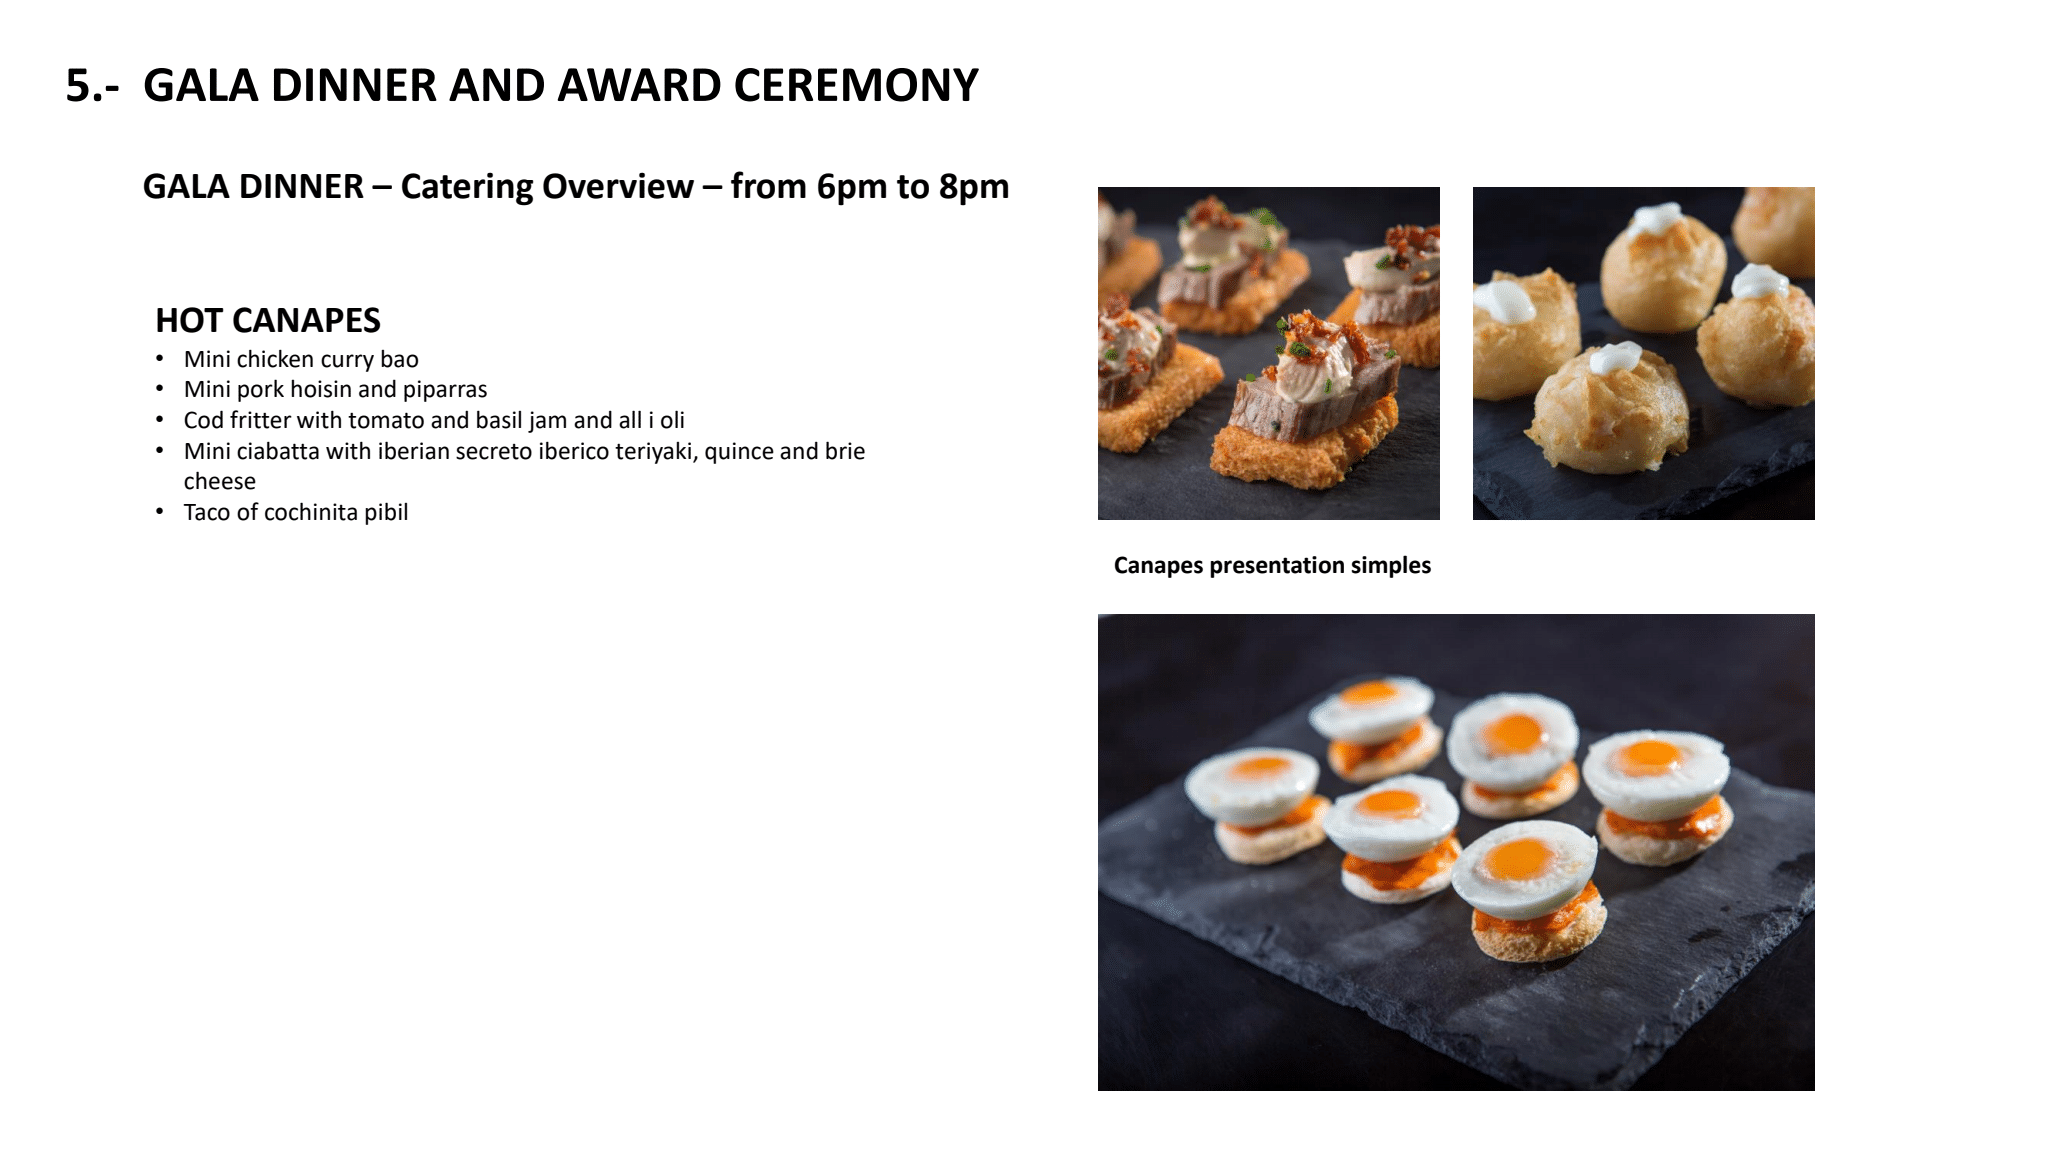 5.- GALA DINNER AND AWARD CEREMONY
GALA DINNER – Catering Overview – from 6pm to 8pm
HOT CANAPES
• Mini chicken curry bao
• Mini pork hoisin and piparras
• Cod fritter with tomato and basil jam and all i oli
• Mini ciabatta with iberian secreto iberico teriyaki, quince and brie
cheese
• Taco of cochinita pibil
Canapes presentation simples